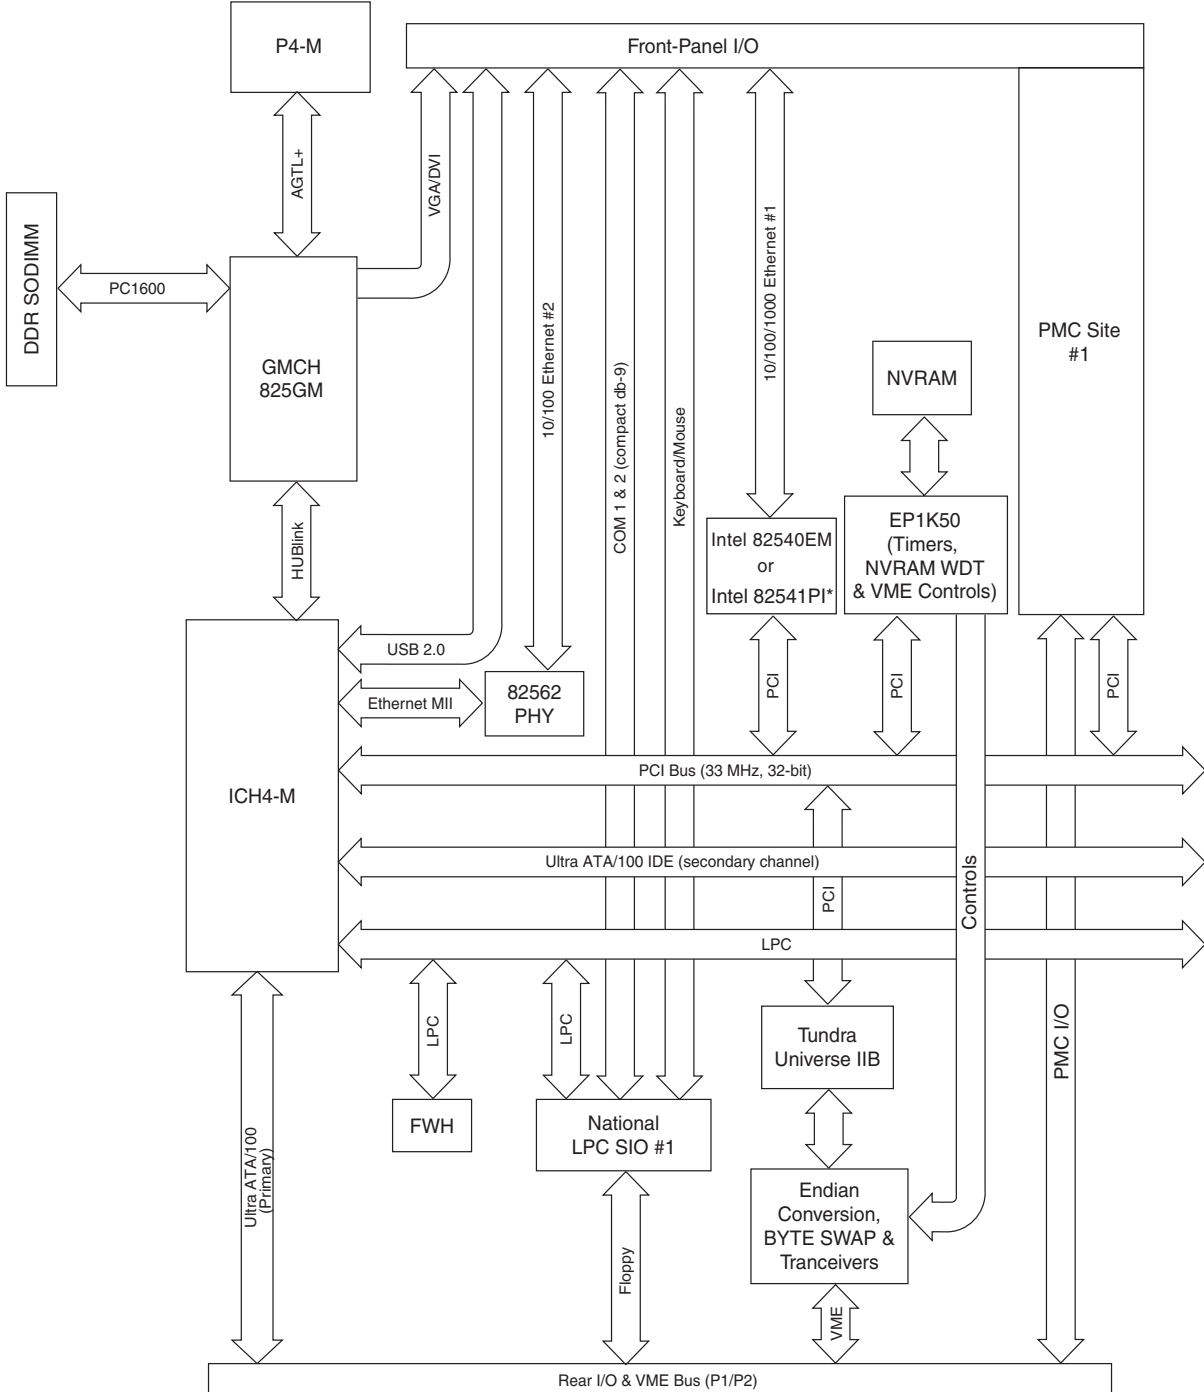 P4-M
Front-Panel I/O
AGTL+
VGA/DVI
DDR SODIMM
PC1600
GMCH
825GM
10/100 Ethernet #2
COM 1 & 2 (compact db-9)
Keyboard/Mouse
10/100/1000 Ethernet #1
PMC Site
#1
NVRAM
HUBlink
Intel 82540EM
or
Intel 82541PI*
EP1K50
(Timers,
NVRAM WDT
& VME Controls)
USB 2.0
Ethernet MII
82562
PHY
PCI
PCI
PCI
PCI Bus (33 MHz, 32-bit)
ICH4-M
Ultra ATA/100 IDE (secondary channel)
PCI
Controls
LPC
LPC
LPC
Tundra
Universe IIB
PMC I/O
FWH
National
LPC SIO #1
Ultra ATA/100
(Primary)
Endian
Conversion,
BYTE SWAP &
Tranceivers
Floppy
VME
Rear I/O & VME Bus (P1/P2)